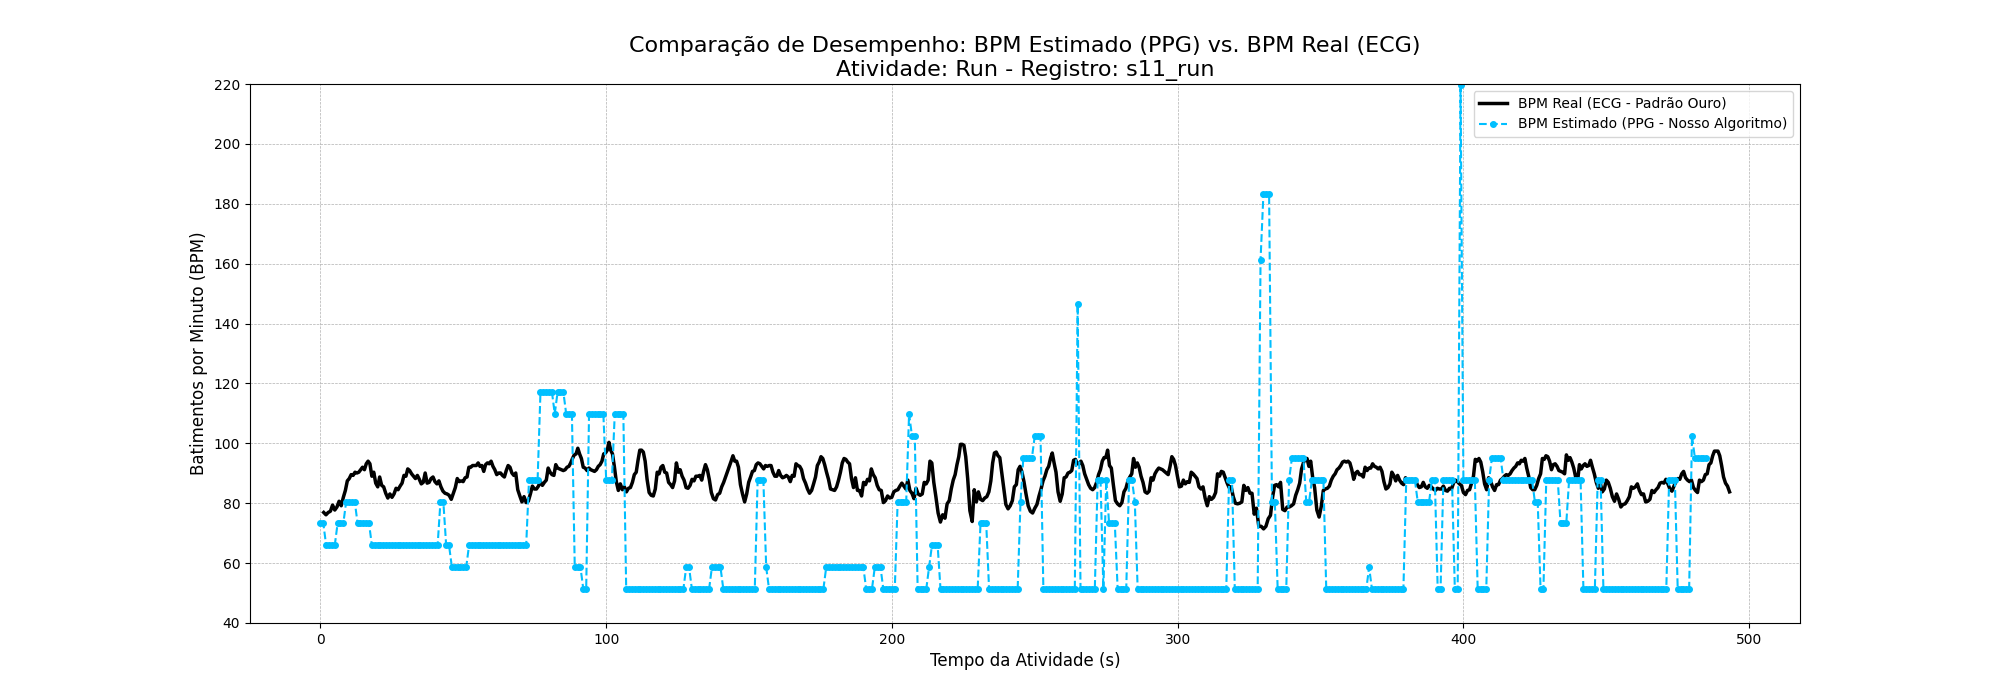 Comparação de Desempenho: BPM Estimado (PPG) vs. BPM Real (ECG)
Atividade: Run - Registro: s11_run
BPM Real (ECG - Padrão Ouro)
BPM Estimado (PPG - Nosso Algoritmo)
Batimentos por Minuto (BPM)
220
200
180
160
140
120
100
80
60
40
0
100
200
300
400
500
Tempo da Atividade (s)